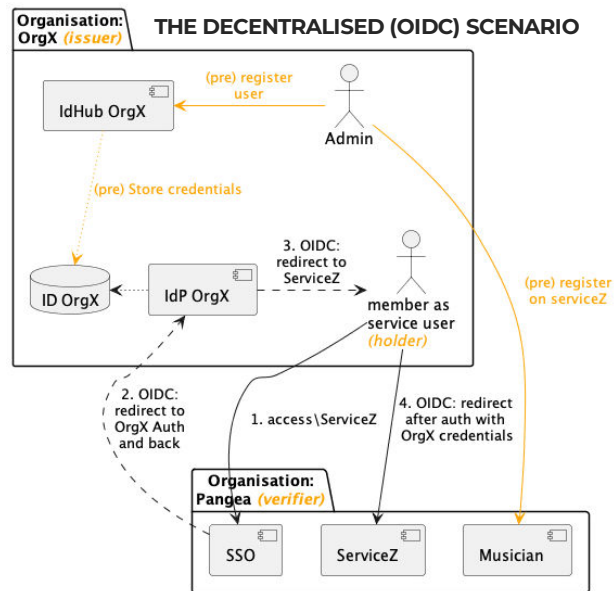 THE DECENTRALISED (OIDC) SCENARIO
Organisation:
OrgX (issuer)
(pre) register
user
IdHub OrgX
Admin
(pre) Store credentials
3. OIDC:
redirect to
ServiceZ
(pre) register
on serviceZ
ID OrgX
IdP OrgX
member as
service user
(holder)
2. OIDC:
redirect to
OrgX Auth
and back
1. access\ServiceZ
4. OIDC: redirect
after auth with
OrgX credentials
Organisation:
Pangea (verifier)
SSO
ServiceZ
Musician